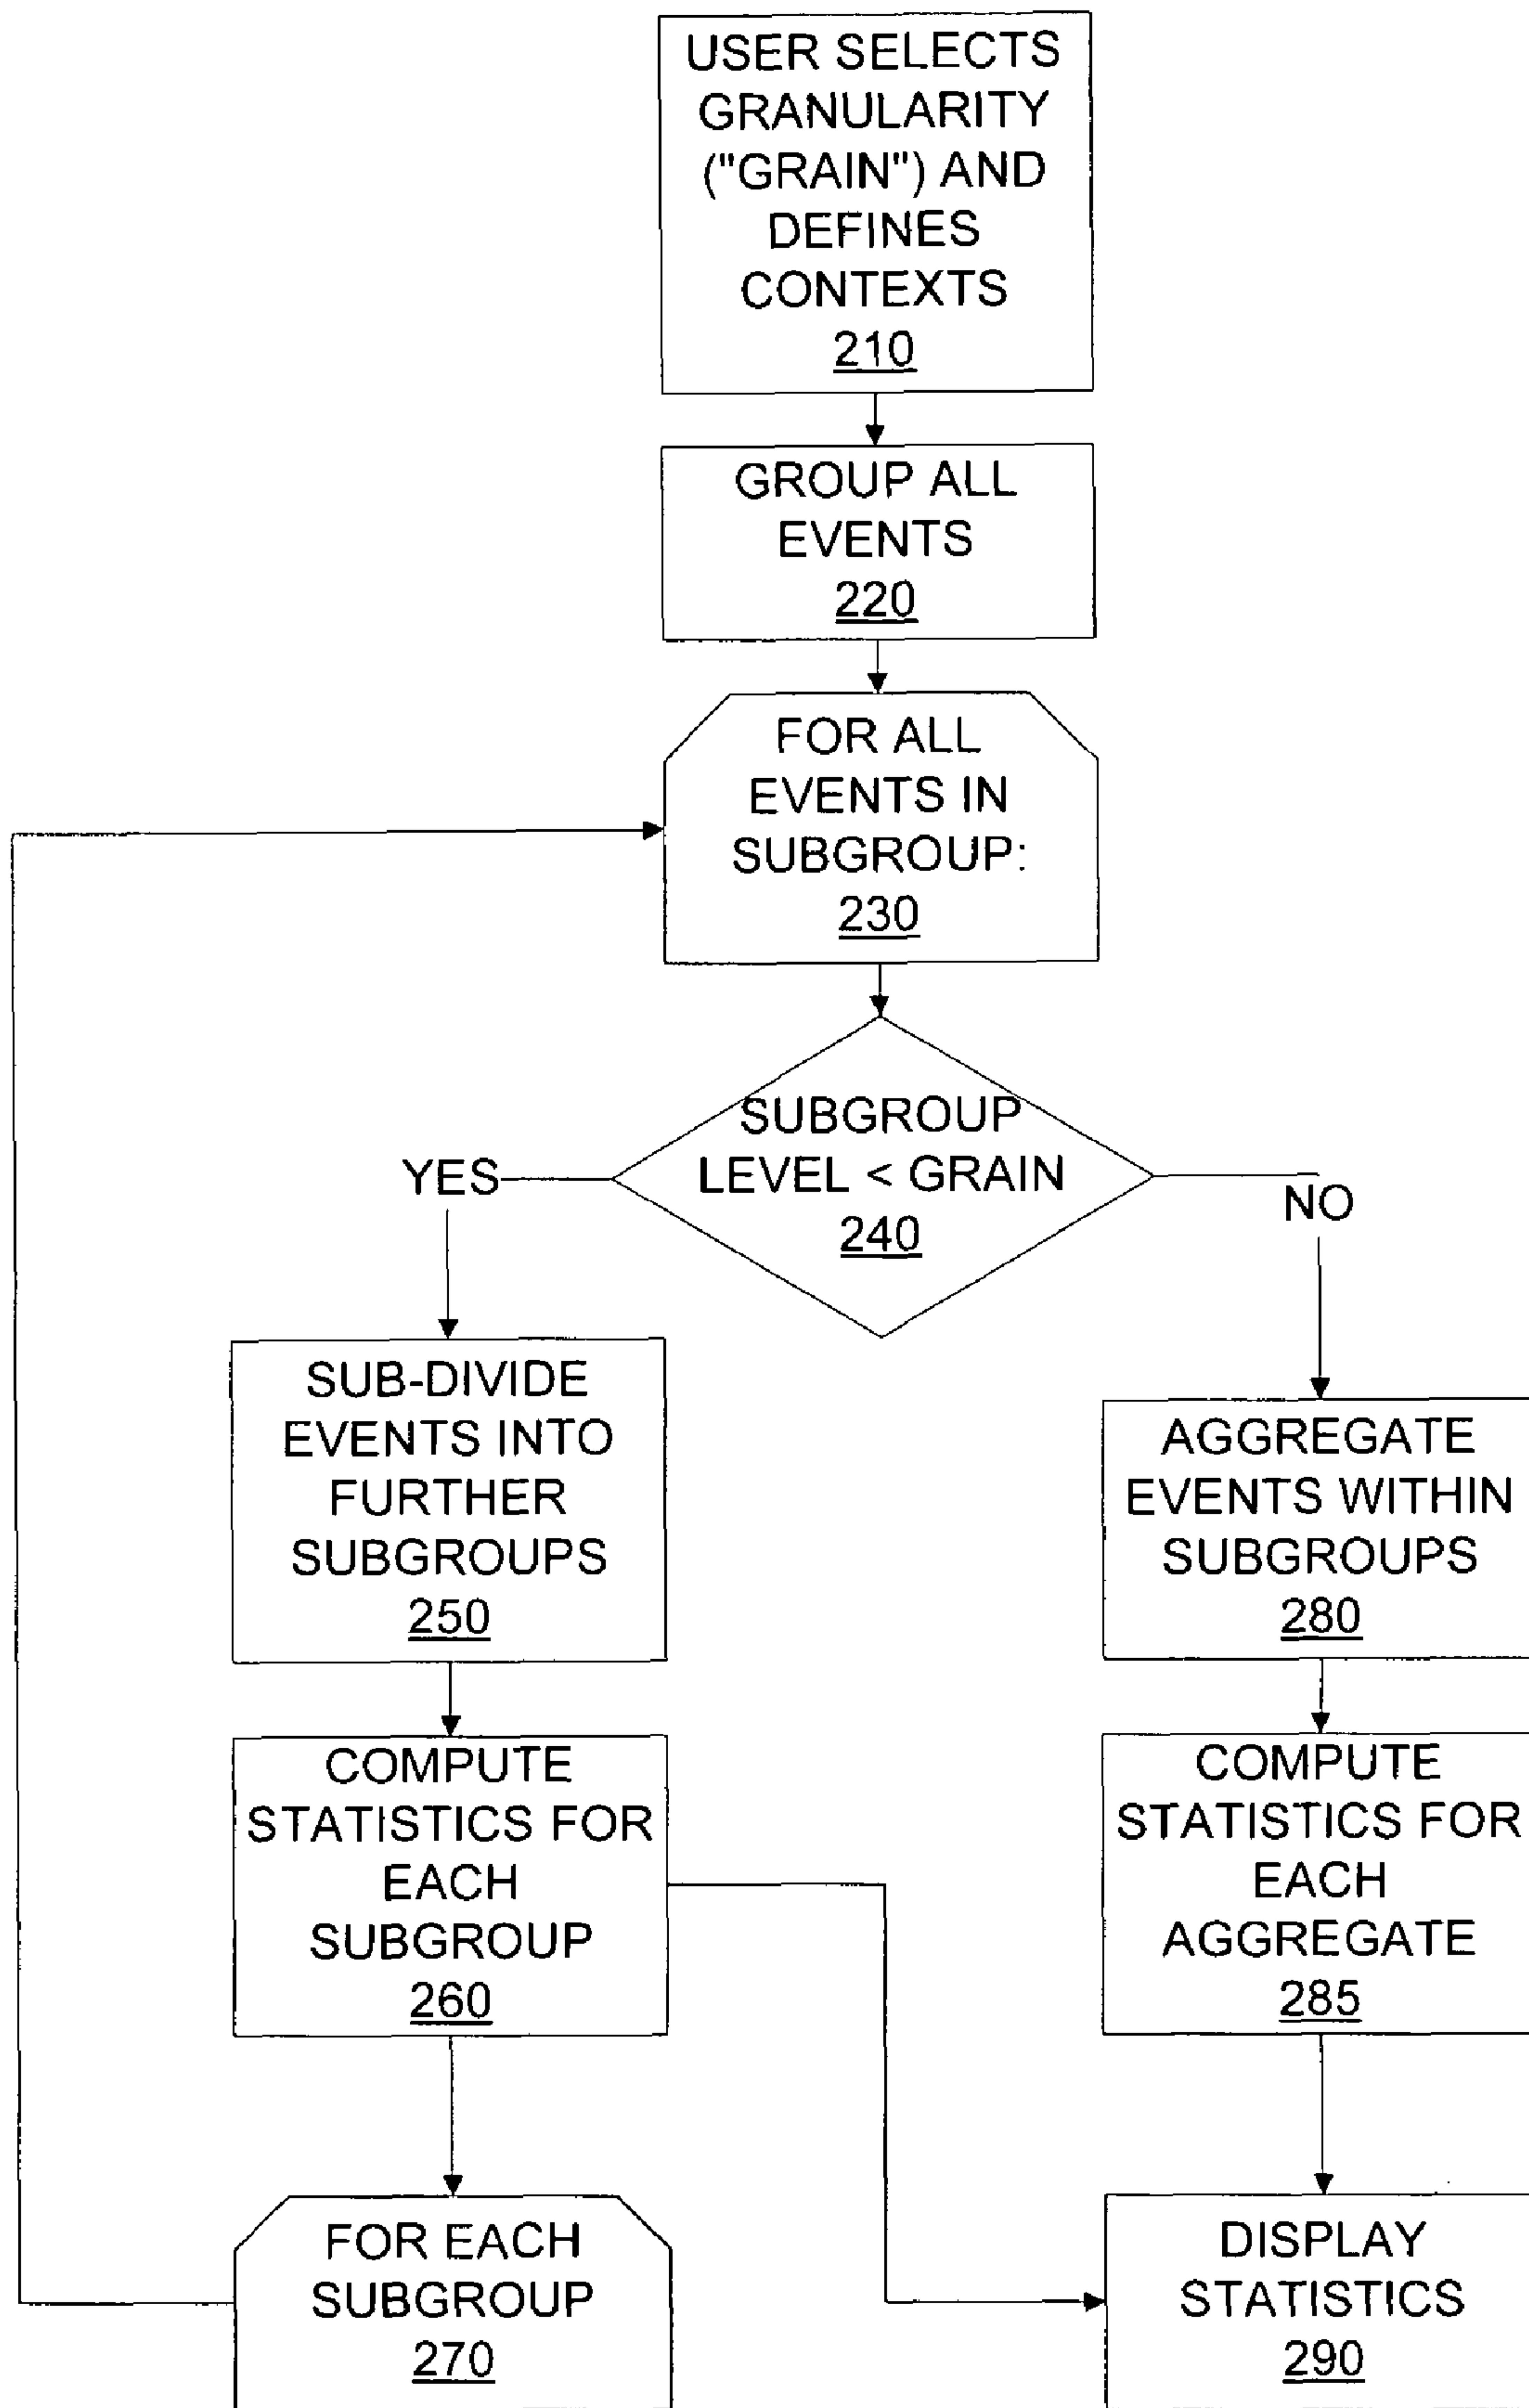 USER SELECTS
GRANULARITY
("GRAIN") AND
DEFINES
CONTEXTS
210
GROUP ALL
EVENTS
220
FOR ALL
EVENTS IN
SUBGROUP:
230
SUBGROUP
LEVEL < GRAIN
240
YES
NO
SUB-DIVIDE
EVENTS INTO
FURTHER
SUBGROUPS
250
AGGREGATE
EVENTS WITHIN
SUBGROUPS
280
COMPUTE
STATISTICS FOR
EACH
SUBGROUP
260
COMPUTE
STATISTICS FOR
EACH
AGGREGATE
285
FOR EACH
SUBGROUP
270
DISPLAY
STATISTICS
290